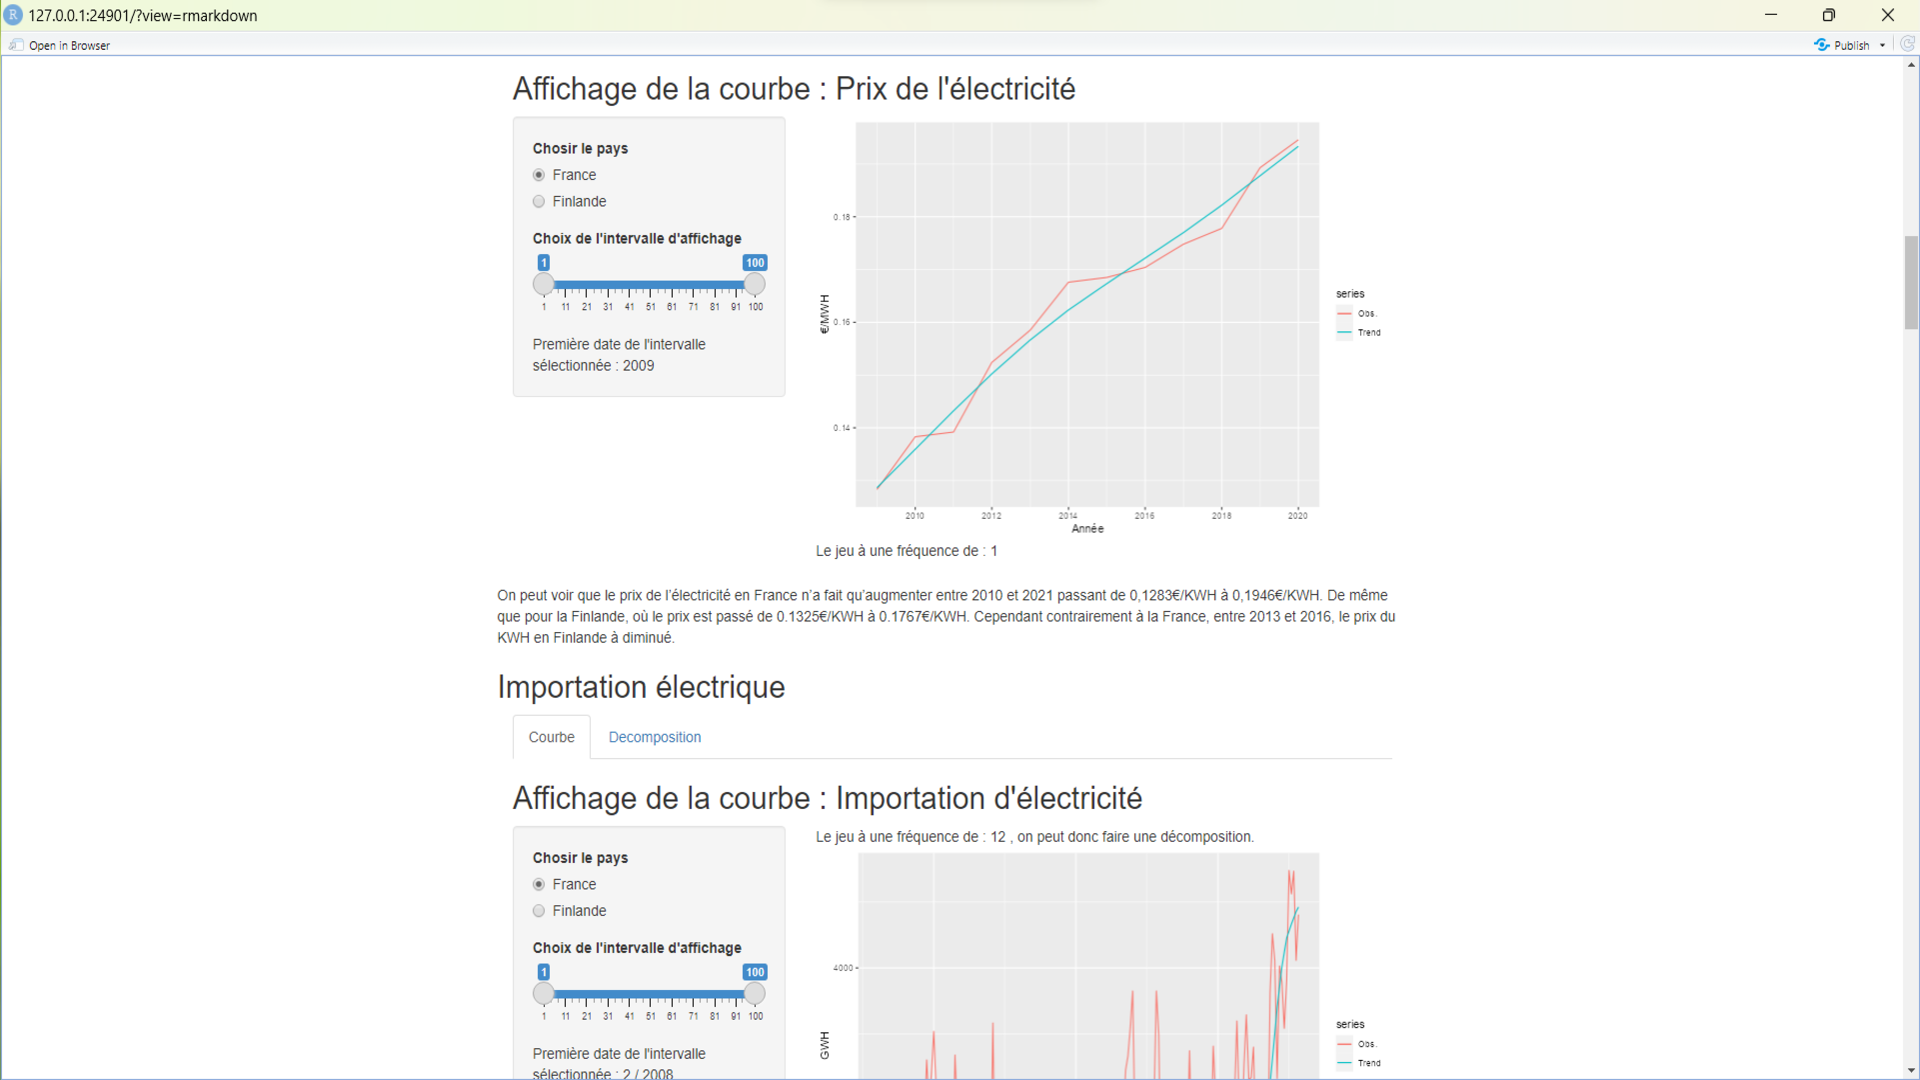 127.0.0.1:24901/?view=rmarkdown
Open in Browser
Publish
Affichage de la courbe : Prix de l'électricité
Chosir le pays
France
Finlande
Choix de l'intervalle d'affichage
1 100
1 11 21 31 41 51 61 71 81 91 100
Première date de l'intervalle
sélectionnée : 2009
0.18
0.16
0.14
€/MWH
2010 2012 2014 2016 2018 2020
Année
series
Obs.
Trend
Le jeu à une fréquence de : 1
On peut voir que le prix de l'électricité en France n'a fait qu'augmenter entre 2010 et 2021 passant de 0,1283€/KWH à 0,1946€/KWH. De même
que pour la Finlande, où le prix est passé de 0.1325€/KWH à 0.1767€/KWH. Cependant contrairement à la France, entre 2013 et 2016, le prix du
KWH en Finlande à diminué.
Importation électrique
Courbe Decomposition
Affichage de la courbe : Importation d'électricité
Chosir le pays
France
Finlande
Choix de l'intervalle d'affichage
1 100
1 11 21 31 41 51 61 71 81 91 100
Première date de l'intervalle
sélectionnée : 2 / 2008
Le jeu à une fréquence de : 12 , on peut donc faire une décomposition.
4000
GWH
series
Obs.
Trend